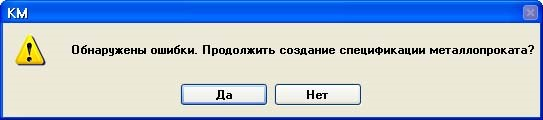 КМ
Обнаружены ошибки. Продолжить создание спецификации металлопроката?
Да
Нет